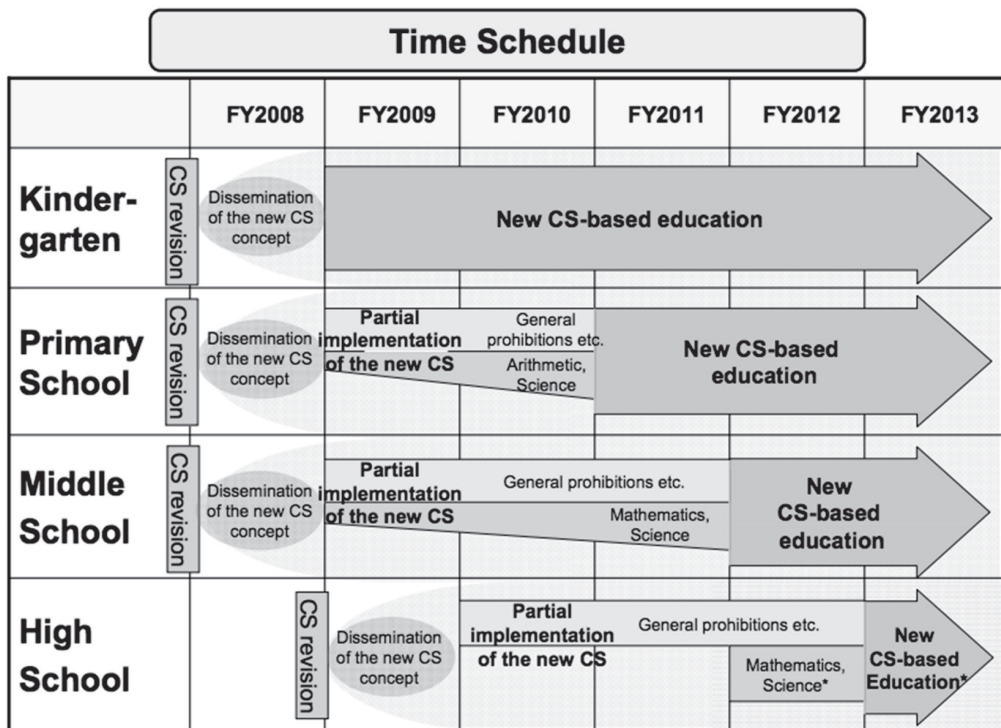 Time Schedule
FY2008
FY2009
FY2010
FY2011
FY2012
FY2013
Kinder-
garten
CS revision
Dissemination
of the new CS
concept
New CS-based education
Primary
School
CS revision
Dissemination
of the new CS
concept
Partial
implementation
of the new CS
General
prohibitions etc.
Arithmetic,
Science
New CS-based
education
Middle
School
CS revision
Dissemination
of the new CS
concept
Partial
implementation
of the new CS
General prohibitions etc.
Mathematics,
Science
New
CS-based
education
High
School
CS revision
Dissemination
of the new CS
concept
Partial
implementation
of the new CS
General prohibitions etc.
Mathematics,
Science*
New
CS-based
Education*